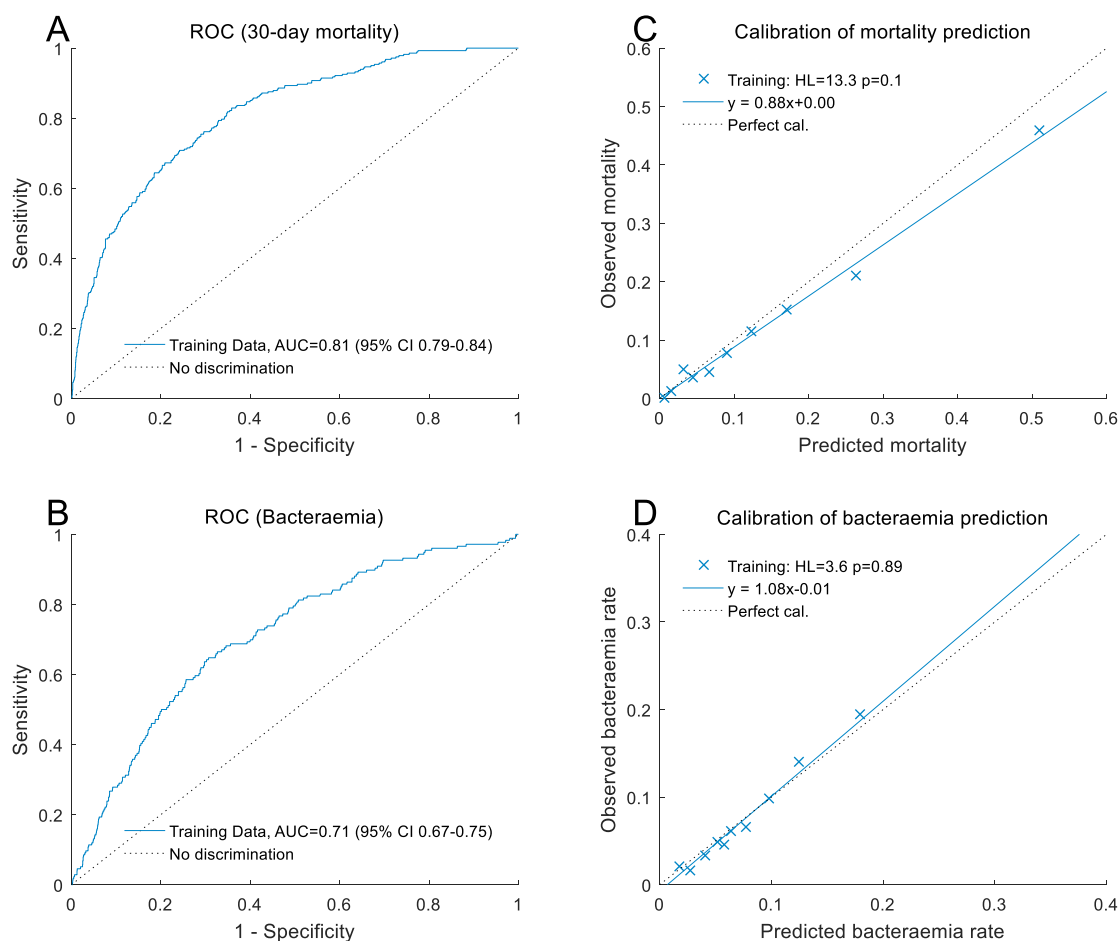 A
ROC (30-day mortality)
1
0.8
0.6
0.4
0.2
0
Sensitivity
Training Data, AUC=0.81 (95% CI 0.79-0.84)
No discrimination
0 0.2 0.4 0.6 0.8 1
1 - Specificity
C
Calibration of mortality prediction
0.6
0.5
0.4
0.3
0.2
0.1
0
Observed mortality
Training: HL=13.3 p=0.1
y = 0.88x+0.00
Perfect cal.
0 0.1 0.2 0.3 0.4 0.5 0.6
Predicted mortality
B
ROC (Bacteraemia)
1
0.8
0.6
0.4
0.2
0
Sensitivity
Training Data, AUC=0.71 (95% CI 0.67-0.75)
No discrimination
0 0.2 0.4 0.6 0.8 1
1 - Specificity
D
Calibration of bacteraemia prediction
0.4
0.3
0.2
0.1
0
Observed bacteraemia rate
Training: HL=3.6 p=0.89
y = 1.08x-0.01
Perfect cal.
0 0.1 0.2 0.3 0.4
Predicted bacteraemia rate